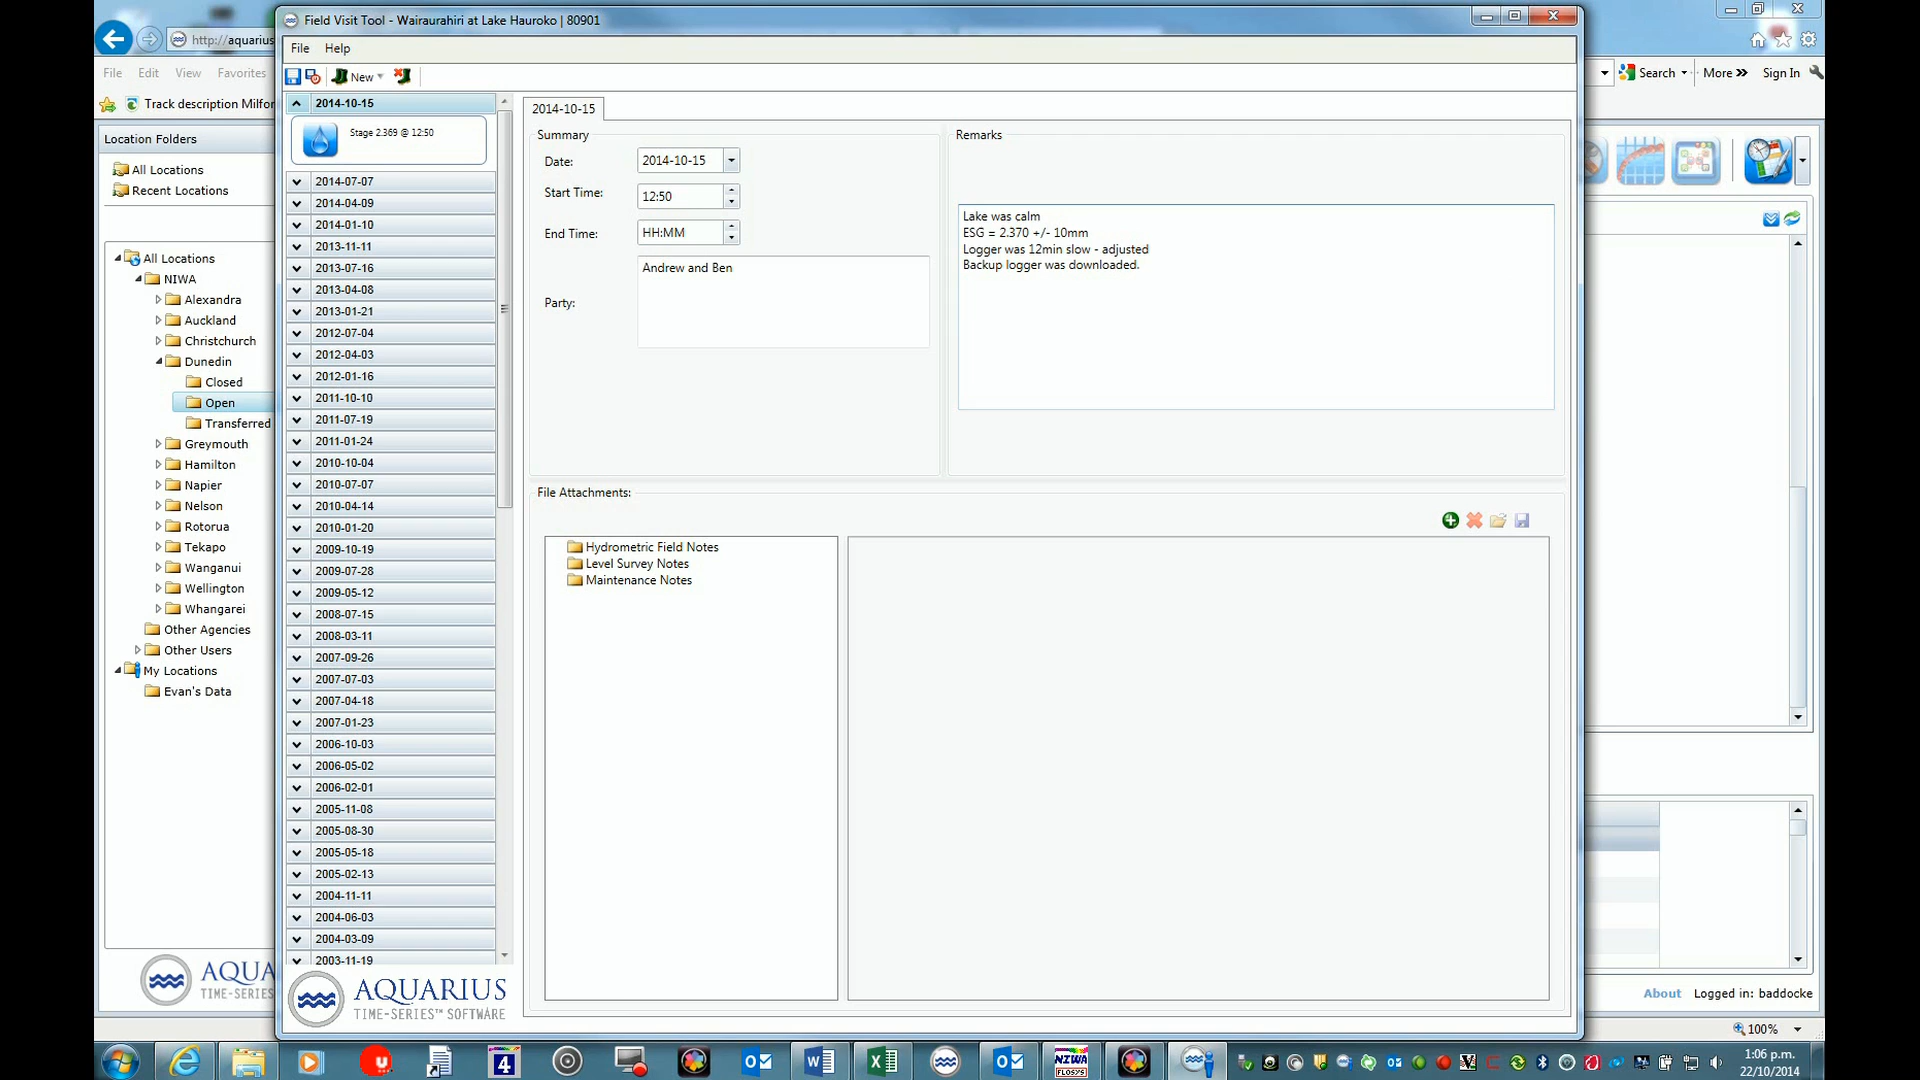 Field Visit Tool - Wairaurahiri at Lake Hauroko | 80901
http://aquarius
File Edit View Favorites
Search
More »
Sign In
Track description Milfor
File Help
New
Location Folders
All Locations
Recent Locations
All Locations
NIWA
Alexandra
Auckland
Christchurch
Dunedin
Closed
Open
Transferred
Greymouth
Hamilton
Napier
Nelson
Rotorua
Tekapo
Wanganui
Wellington
Whangarei
Other Agencies
Other Users
My Locations
Evan's Data
AQUA
TIME-SERIES
2014-10-15
Stage 2.369 @ 12:50
2014-07-07
2014-04-09
2014-01-10
2013-11-11
2013-07-16
2013-04-08
2013-01-21
2012-07-04
2012-04-03
2012-01-16
2011-10-10
2011-07-19
2011-01-24
2010-10-04
2010-07-07
2010-04-14
2010-01-20
2009-10-19
2009-07-28
2009-05-12
2008-07-15
2008-03-11
2007-09-26
2007-07-03
2007-04-18
2007-01-23
2006-10-03
2006-05-02
2006-02-01
2005-11-08
2005-08-30
2005-05-18
2005-02-13
2004-11-11
2004-06-03
2004-03-09
2003-11-19
AQUARIUS
TIME-SERIES™ SOFTWARE
2014-10-15
Summary
Date: 2014-10-15
Start Time: 12:50
End Time: HH:MM
Party: Andrew and Ben
Remarks
Lake was calm
ESG = 2.370 +/- 10mm
Logger was 12min slow - adjusted
Backup logger was downloaded.
File Attachments:
Hydrometric Field Notes
Level Survey Notes
Maintenance Notes
About
Logged in: baddocke
100%
4
NIWA
FLOSYS
1:06 p.m.
22/10/2014